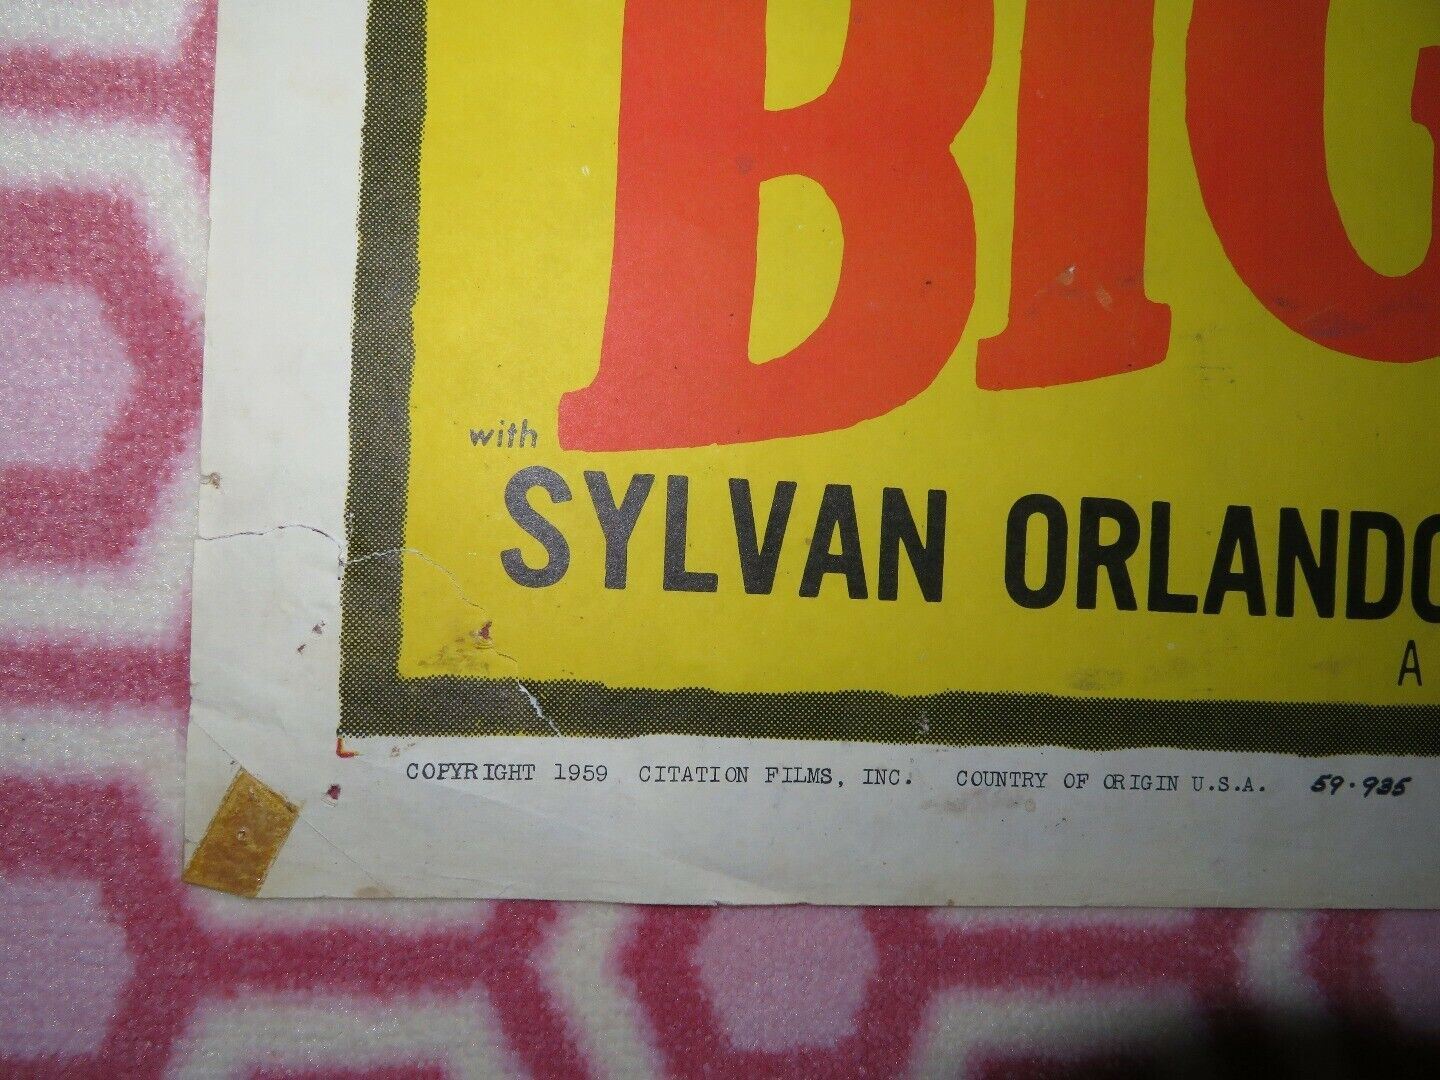 BIG
with
SYLVAN ORLANDO
A
COPYRIGHT 1959 CITATION FILMS, INC. COUNTRY OF ORIGIN U.S.A. 59-935